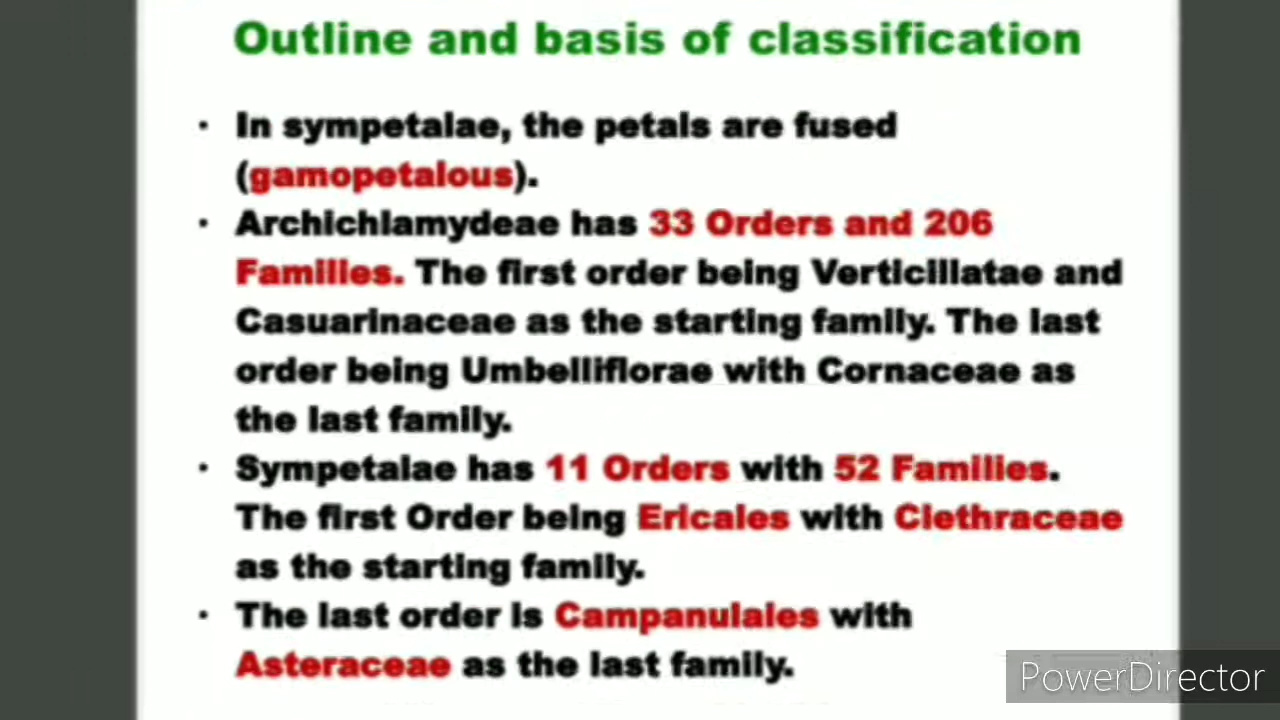 Outline and basis of classification
· In sympetalae, the petals are fused
(gamopetalous).
· Archichlamydeae has 33 Orders and 206
Families. The first order being Verticillatae and
Casuarinaceae as the starting family. The last
order being Umbelliflorae with Cornaceae as
the last family.
· Sympetalae has 11 Orders with 52 Families.
The first Order being Ericales with Clethraceae
as the starting family.
· The last order is Campanulales with
Asteraceae as the last family.
PowerDirector